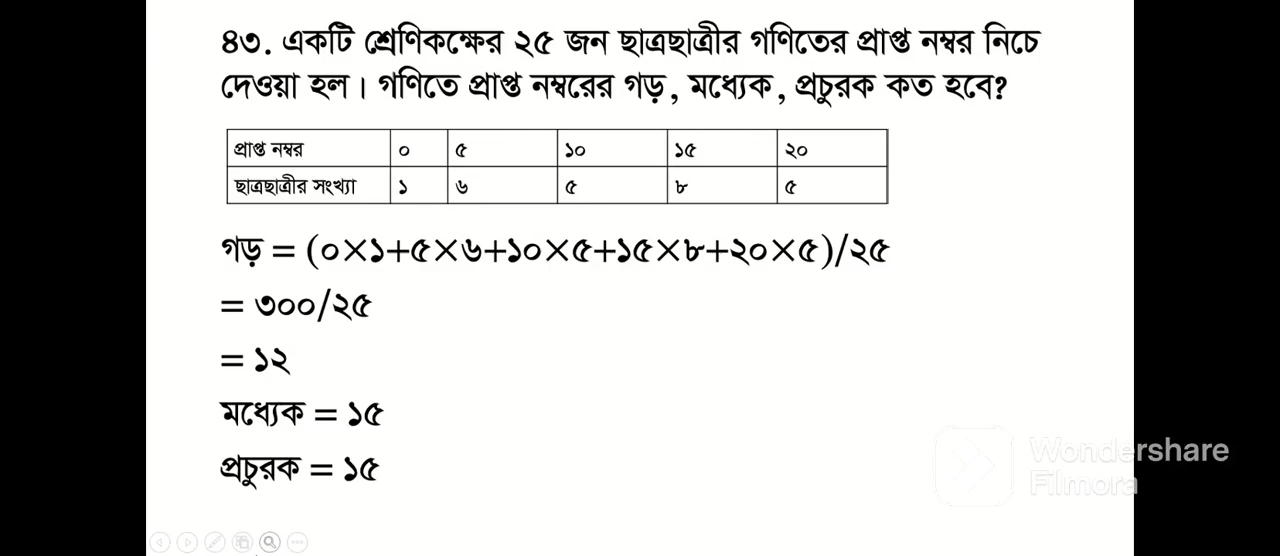 ৪৩. একটি শ্রেণিকক্ষের ২৫ জন ছাত্রছাত্রীর গণিতের প্রাপ্ত নম্বর নিচে
দেওয়া হল। গণিতে প্রাপ্ত নম্বরের গড়, মধ্যেক, প্রচুরক কত হবে?
প্রাপ্ত নম্বর ০ ৫ ১০ ১৫ ২০
ছাত্রছাত্রীর সংখ্যা ১ ৬ ৫ ৮ ৫
গড় = (০×১+৫×৬+১০×৫+১৫×৮+২০×৫)/২৫
= ৩০০/২৫
= ১২
মধ্যেক = ১৫
প্রচুরক = ১৫
Wondershare
Filmora